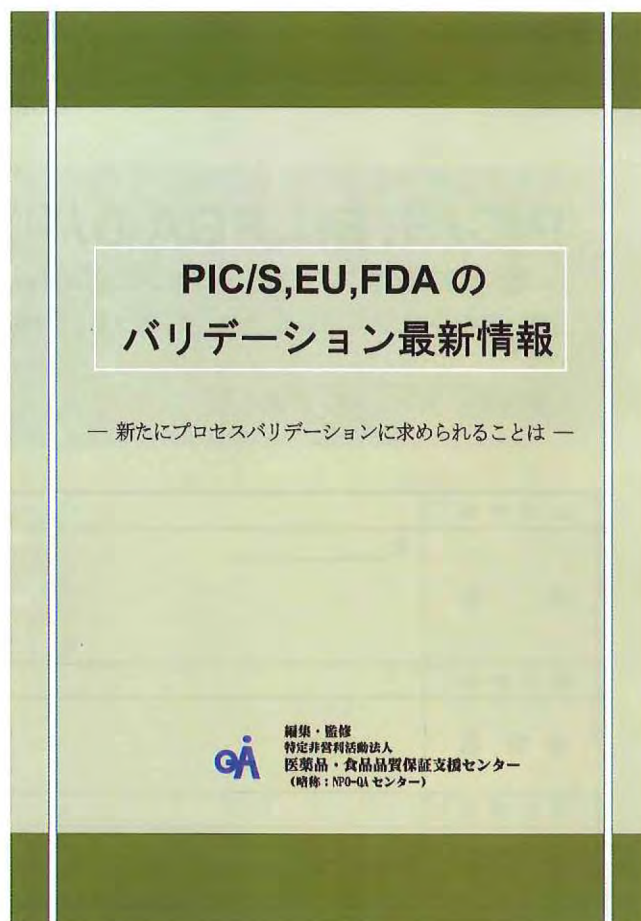 PIC/S,EU,FDA の
バリデーション最新情報
― 新たにプロセスバリデーションに求められることは ―
編集・監修
特定非営利活動法人
QA
医薬品・食品品質保証支援センター
(略称:NPO-QA センター)